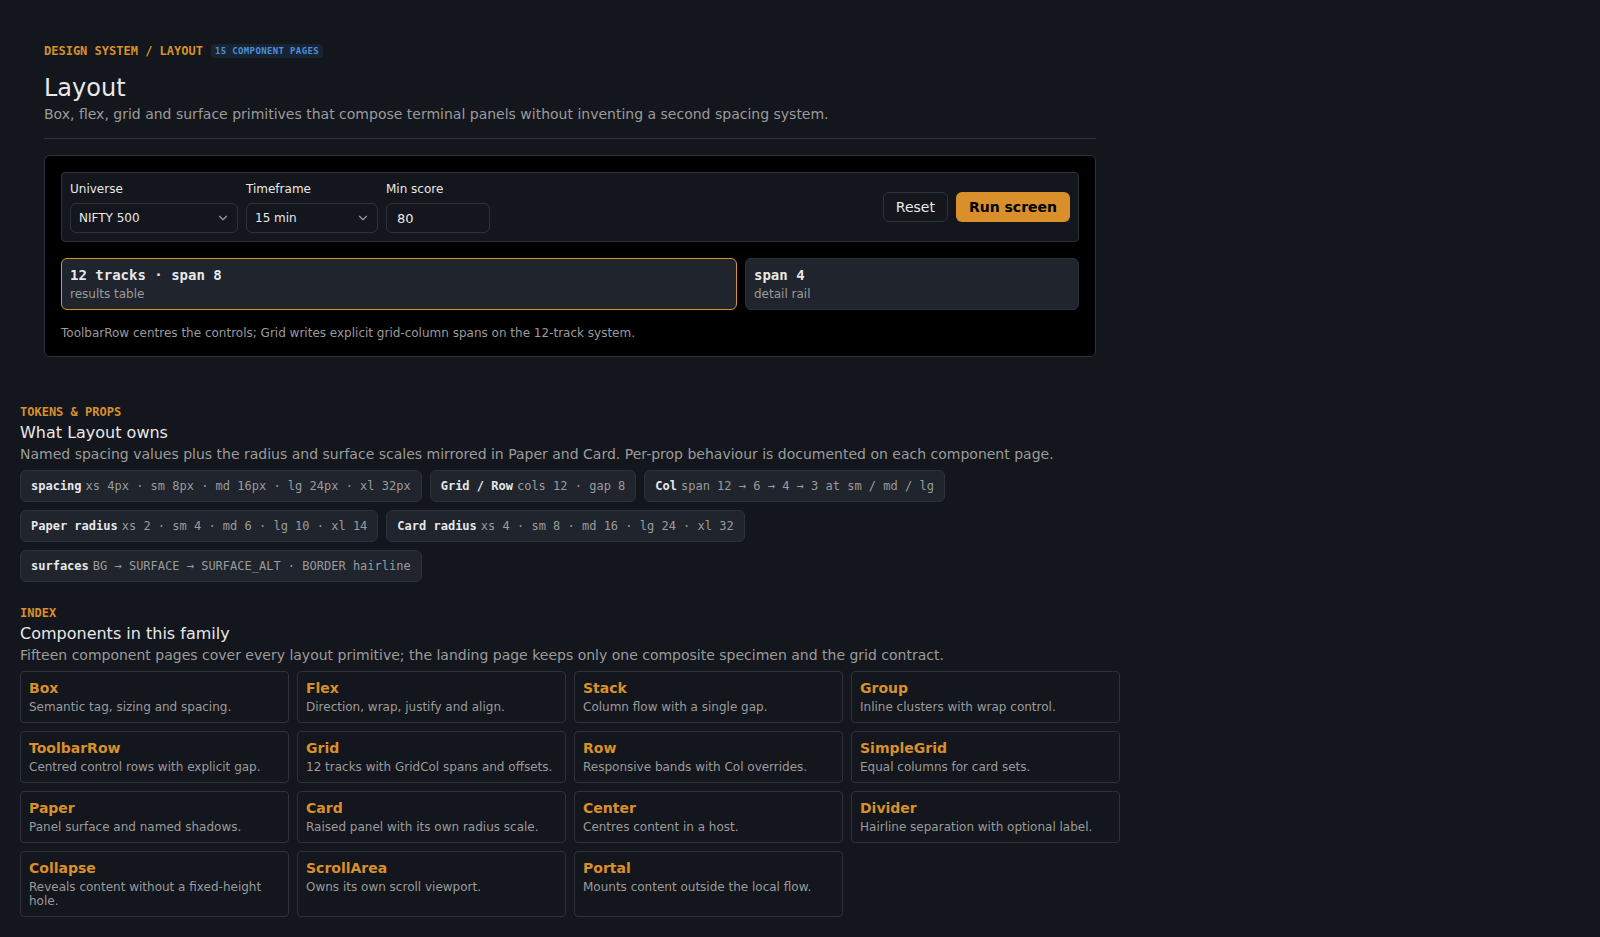 DESIGN SYSTEM / LAYOUT 15 COMPONENT PAGES
Layout
Box, flex, grid and surface primitives that compose terminal panels without inventing a second spacing system.
Universe Timeframe Min score
NIFTY 500 15 min 80 Reset Run screen
12 tracks · span 8 span 4
results table detail rail
ToolbarRow centres the controls; Grid writes explicit grid-column spans on the 12-track system.
TOKENS & PROPS
What Layout owns
Named spacing values plus the radius and surface scales mirrored in Paper and Card. Per-prop behaviour is documented on each component page.
spacing xs 4px · sm 8px · md 16px · lg 24px · xl 32px Grid / Row cols 12 · gap 8 Col span 12 → 6 → 4 → 3 at sm / md / lg
Paper radius xs 2 · sm 4 · md 6 · lg 10 · xl 14 Card radius xs 4 · sm 8 · md 16 · lg 24 · xl 32
surfaces BG → SURFACE → SURFACE_ALT · BORDER hairline
INDEX
Components in this family
Fifteen component pages cover every layout primitive; the landing page keeps only one composite specimen and the grid contract.
Box Flex Stack Group
Semantic tag, sizing and spacing. Direction, wrap, justify and align. Column flow with a single gap. Inline clusters with wrap control.
ToolbarRow Grid Row SimpleGrid
Centred control rows with explicit gap. 12 tracks with GridCol spans and offsets. Responsive bands with Col overrides. Equal columns for card sets.
Paper Card Center Divider
Panel surface and named shadows. Raised panel with its own radius scale. Centres content in a host. Hairline separation with optional label.
Collapse ScrollArea Portal
Reveals content without a fixed-height hole. Owns its own scroll viewport. Mounts content outside the local flow.